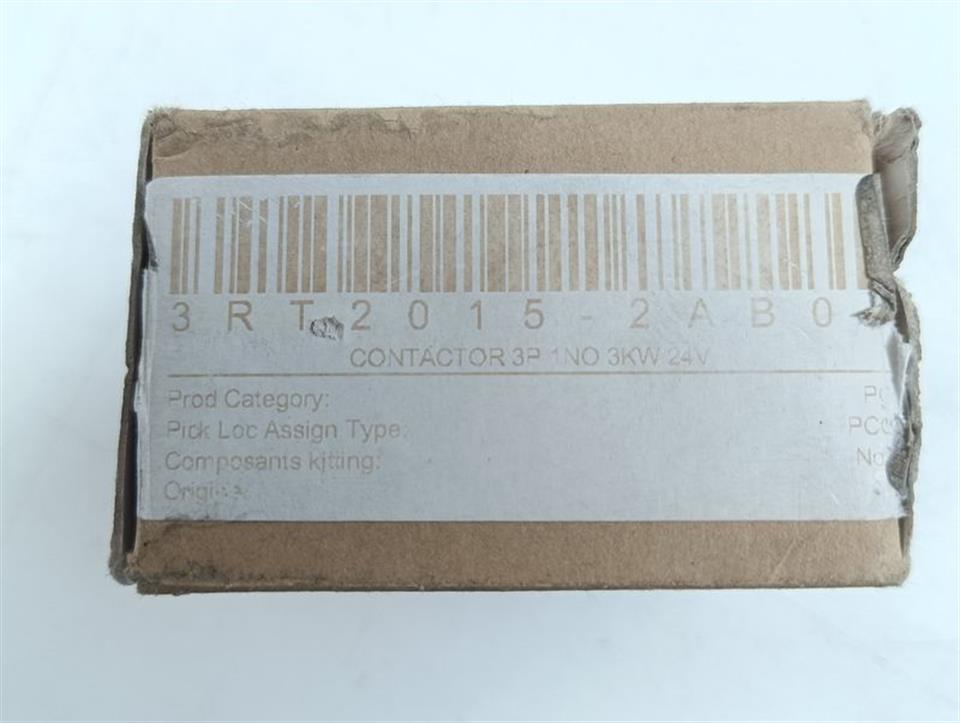 3RT2015-2AB0
CONTACTOR 3P 1NO 3KW 24V
Prod Category:
Pick Loc Assign Type:
Composants kitting: